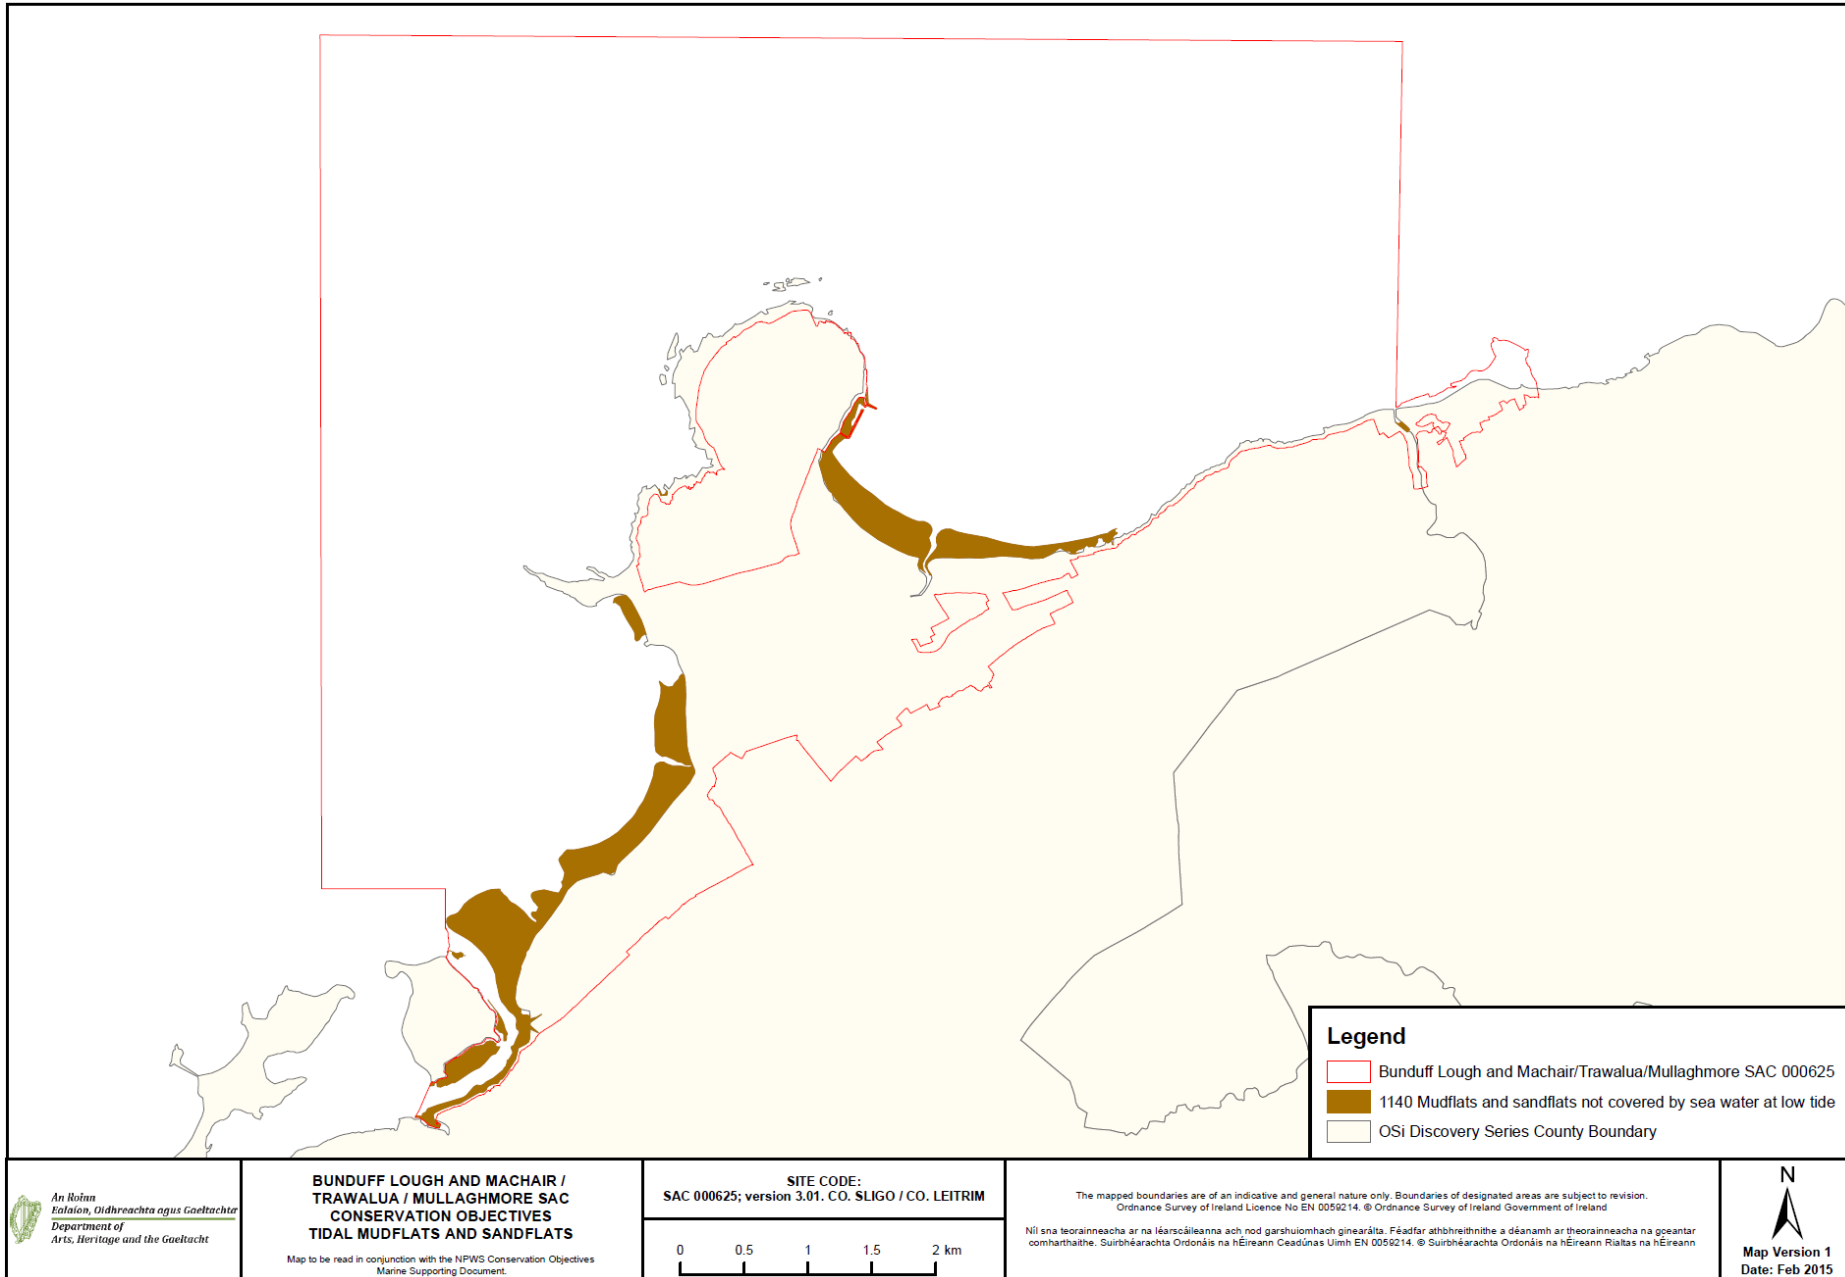 Legend
Bunduff Lough and Machair/Trawalua/Mullaghmore SAC 000625
1140 Mudflats and sandflats not covered by sea water at low tide
OSi Discovery Series County Boundary
An Roinn
Ealaíon, Oidhreachta agus Gaeltachta
Department of
Arts, Heritage and the Gaeltacht
BUNDUFF LOUGH AND MACHAIR /
TRAWALUA / MULLAGHMORE SAC
CONSERVATION OBJECTIVES
TIDAL MUDFLATS AND SANDFLATS
Map to be read in conjunction with the NPWS Conservation Objectives
Marine Supporting Document.
SITE CODE:
SAC 000625; version 3.01. CO. SLIGO / CO. LEITRIM
0 0.5 1 1.5 2 km
The mapped boundaries are of an indicative and general nature only. Boundaries of designated areas are subject to revision.
Ordnance Survey of Ireland Licence No EN 0059214. © Ordnance Survey of Ireland Government of Ireland
Níl sna teorainneacha ar na léarscáileanna ach nod garshuiomhach ginearálta. Féadfar athbhreithnithe a déanamh ar theorainneacha na gceantar
comharthaithe. Suirbhéarachta Ordonáis na hÉireann Ceadúnas Uimh EN 0059214. © Suirbhéarachta Ordonáis na hÉireann Rialtas na hÉireann
N
Map Version 1
Date: Feb 2015